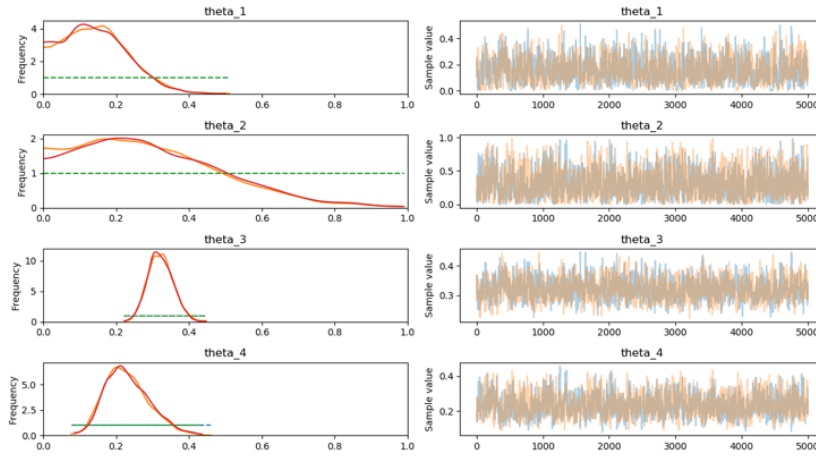 theta_1
Frequency
4
2
0
0.0 0.2 0.4 0.6 0.8 1.0
theta_1
Sample value
0.4
0.2
0.0
0 1000 2000 3000 4000 5000
theta_2
Frequency
2
1
0
0.0 0.2 0.4 0.6 0.8 1.0
theta_2
Sample value
1.0
0.5
0.0
0 1000 2000 3000 4000 5000
theta_3
Frequency
10
5
0
0.0 0.2 0.4 0.6 0.8 1.0
theta_3
Sample value
0.4
0.3
0 1000 2000 3000 4000 5000
theta_4
Frequency
5.0
2.5
0.0
0.0 0.2 0.4 0.6 0.8 1.0
theta_4
Sample value
0.4
0.2
0 1000 2000 3000 4000 5000